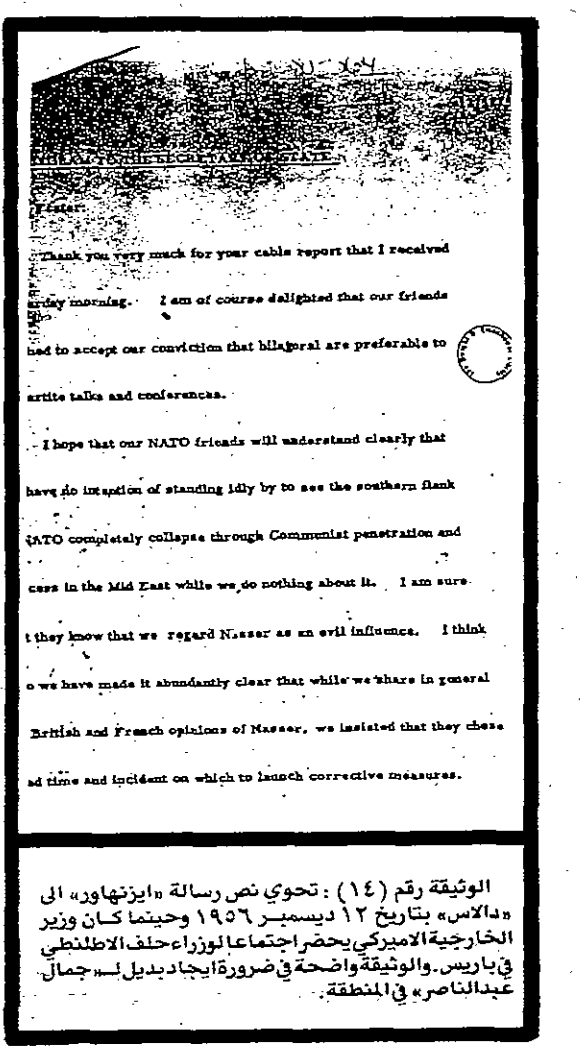 THE SECRETARY OF STATE
Thank you very much for your cable report that I received
morning. I am of course delighted that our friends
had to accept our conviction that bilateral are preferable to
artite talks and conferences.
I hope that our NATO friends will understand clearly that
have no intention of standing idly by to see the southern flank
ATO completely collapse through Communist penetration and
cess in the Mid East while we do nothing about it. I am sure
t they know that we regard Nasser as an evil influence. I think
o we have made it abundantly clear that while we share in general
British and French opinions of Nasser, we insisted that they chose
ad time and incident on which to launch corrective measures.
الوثيقة رقم (١٤) : تحوي نص رسالة «ايزنهاور» الى
«دالاس» بتاريخ ١٢ ديسمبر ١٩٥٦ وحينما كان وزير
الخارجية الاميركي يحضر اجتماعا لوزراء حلف الاطلنطي
في باريس. والوثيقة واضحة في ضرورة ايجاد بديل لـ «جمال
عبدالناصر» في المنطقة.